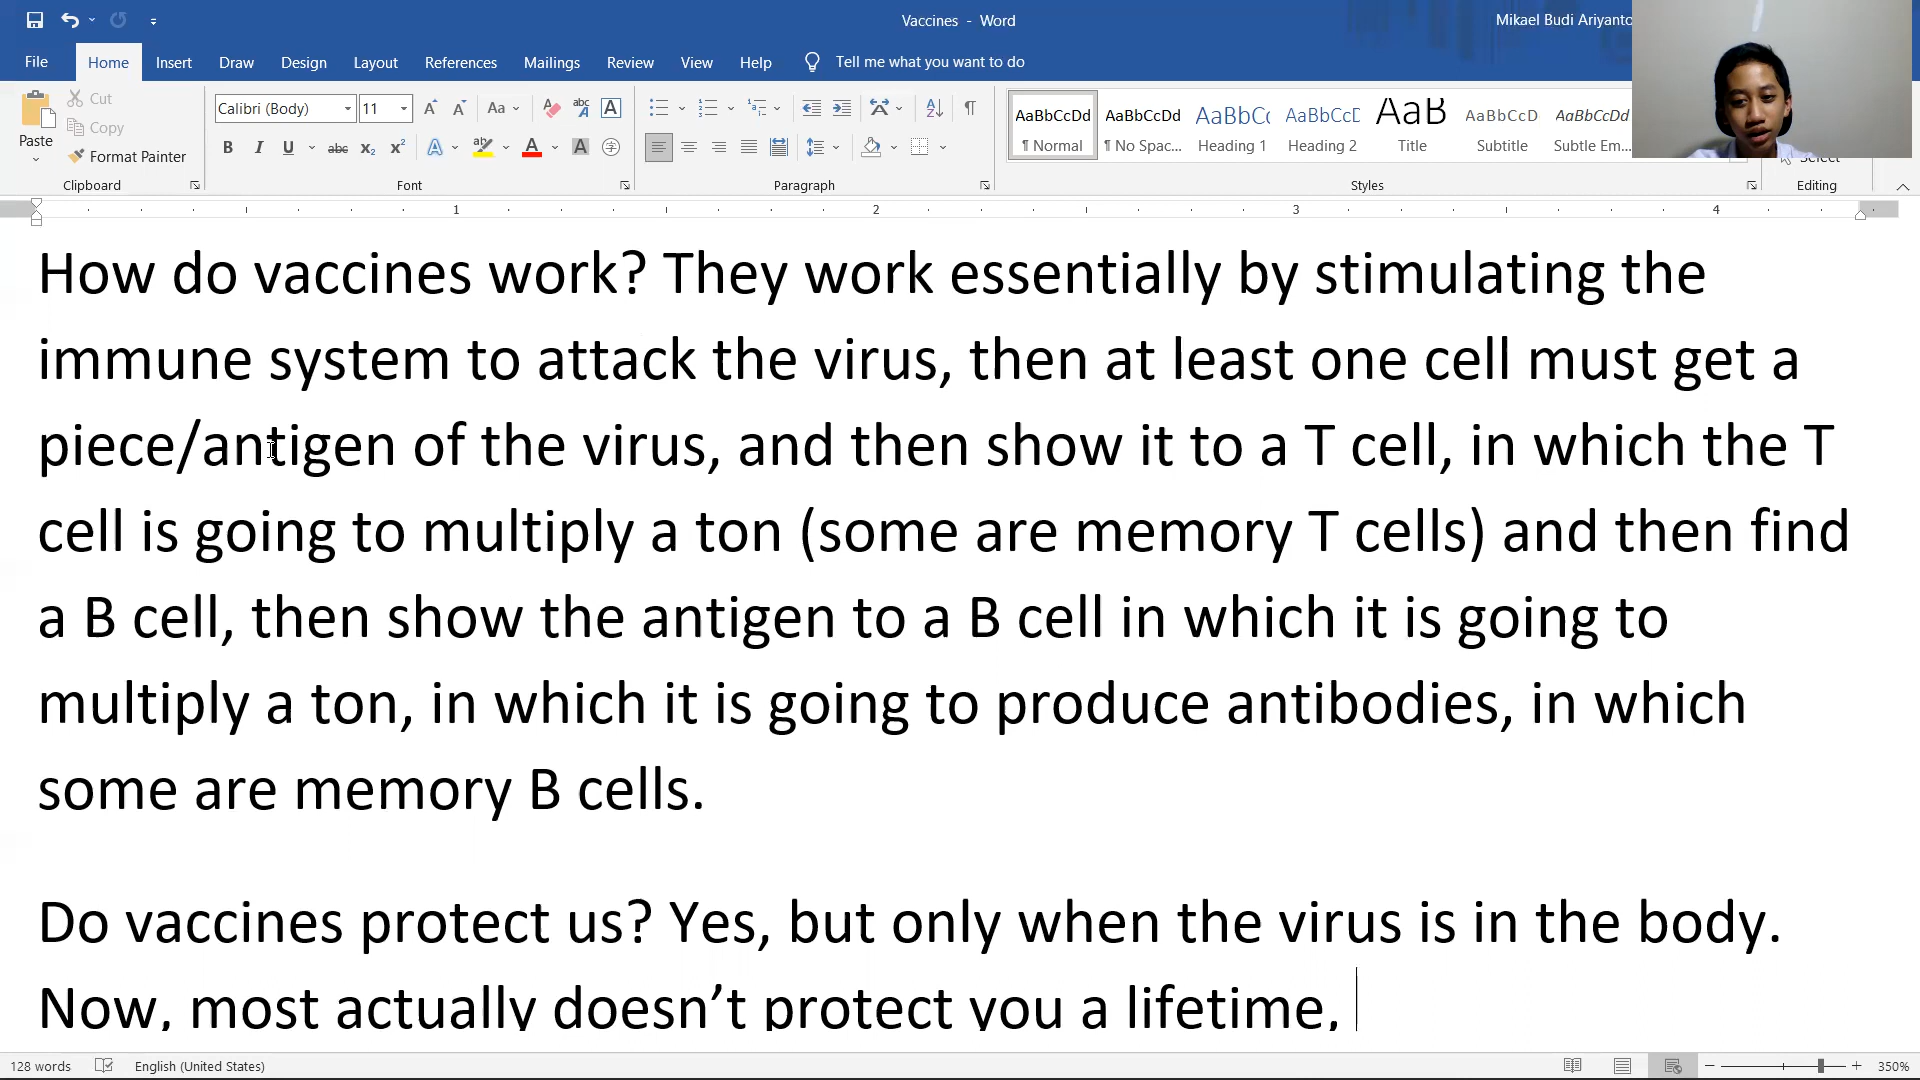 Vaccines - Word
Mikael Budi Ariyanto
File Home Insert Draw Design Layout References Mailings Review View Help Tell me what you want to do
Cut
Copy
Paste
Format Painter
Clipboard
Calibri (Body) 11
Font
Paragraph
AaBbCcDd AaBbCcDd AaBbC AaBbCc AaB AaBbCcD AaBbCcDd
¶ Normal ¶ No Spac... Heading 1 Heading 2 Title Subtitle Subtle Em...
Styles
Select
Editing
1 2 3 4
How do vaccines work? They work essentially by stimulating the
immune system to attack the virus, then at least one cell must get a
piece/antigen of the virus, and then show it to a T cell, in which the T
cell is going to multiply a ton (some are memory T cells) and then find
a B cell, then show the antigen to a B cell in which it is going to
multiply a ton, in which it is going to produce antibodies, in which
some are memory B cells.
Do vaccines protect us? Yes, but only when the virus is in the body.
Now, most actually doesn’t protect you a lifetime,
128 words English (United States) 350%